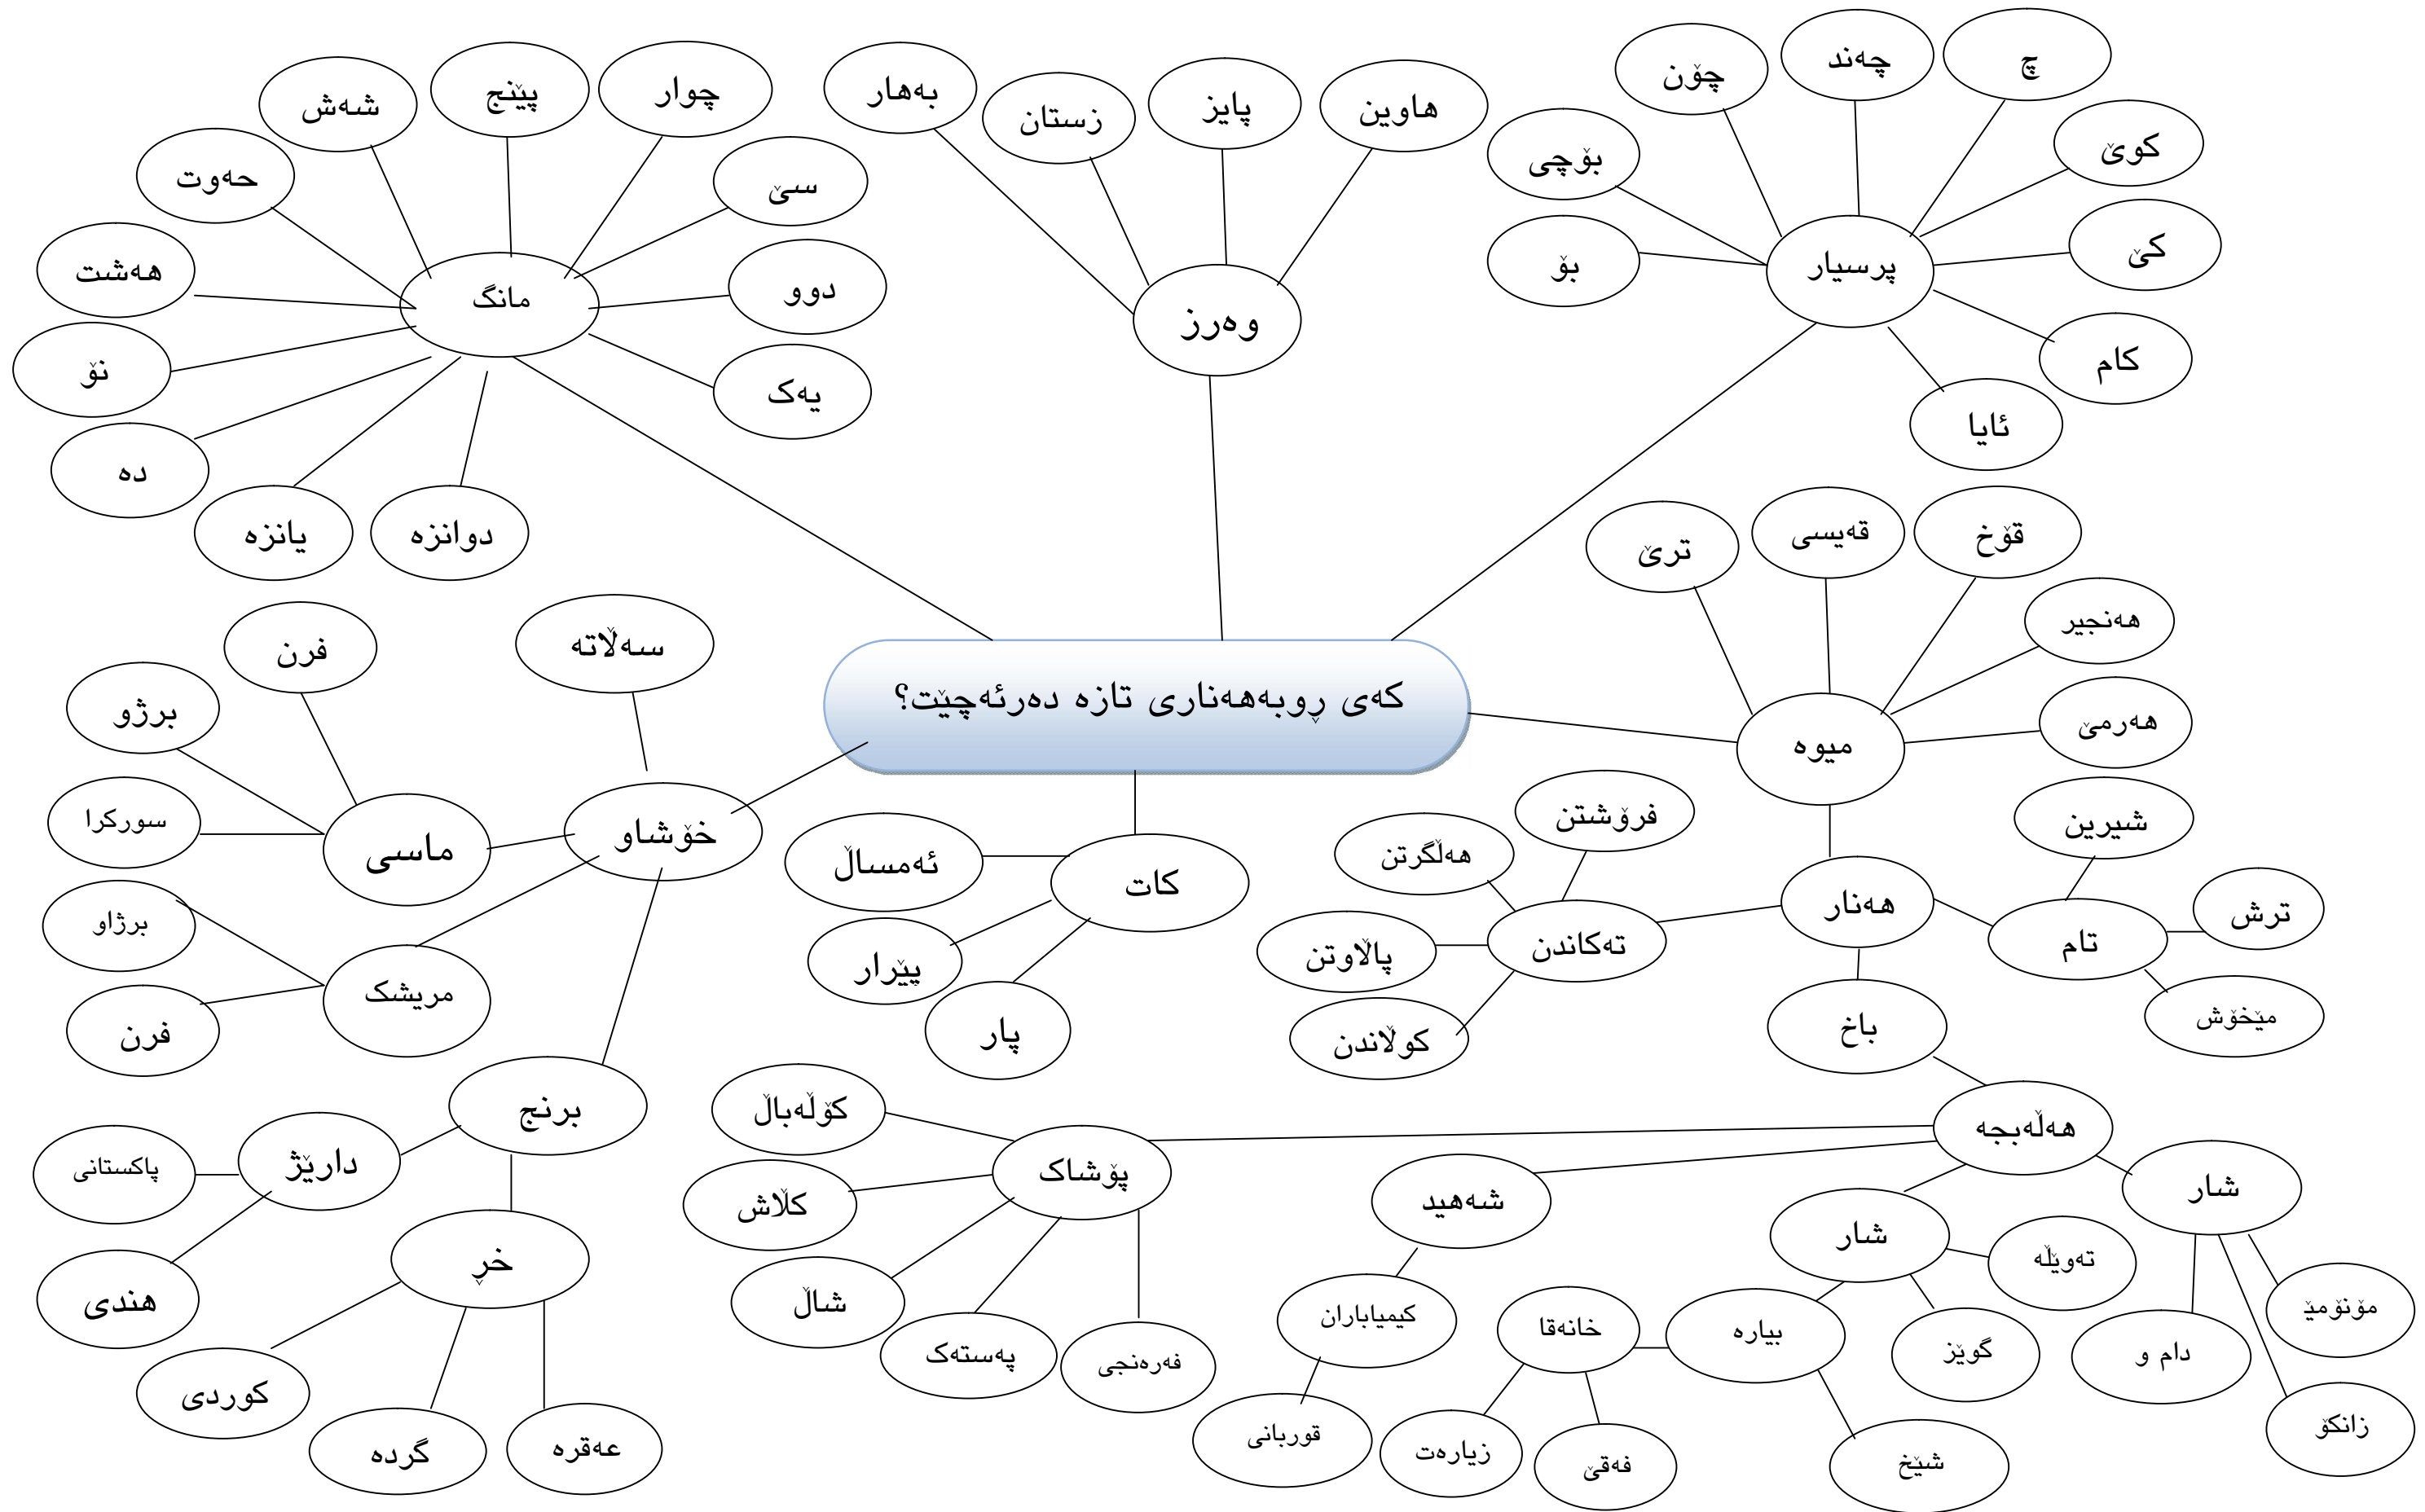 کەی ڕوبەهەناری تازە دەرئەچێت؟
پرسیار
چ
چەند
چۆن
بۆچی
بۆ
کوێ
کێ
کام
ئایا
وەرز
هاوین
پایز
زستان
بەهار
مانگ
یەک
دوو
سێ
چوار
پێنج
شەش
حەوت
هەشت
نۆ
دە
یانزە
دوانزە
میوە
ترێ
قەیسی
قۆخ
هەنجیر
هەرمێ
هەنار
تام
شیرین
ترش
مێخۆش
تەکاندن
فرۆشتن
هەڵگرتن
پاڵاوتن
کوڵاندن
باخ
هەڵەبجە
شار
مۆنۆمێ
زانکۆ
دام و
شار
تەوێڵە
گوێز
بیارە
شێخ
خانەقا
فەقێ
زیارەت
شەهید
کیمیاباران
قوربانی
پۆشاک
کۆڵەباڵ
کڵاش
شاڵ
پەستەک
فەرەنجی
کات
ئەمساڵ
پێرار
پار
خۆشاو
سەڵاتە
ماسی
فرن
برژو
سورکرا
مریشک
برژاو
فرن
برنج
دارێژ
پاکستانی
هندی
خڕ
کوردی
گردە
عەقرە